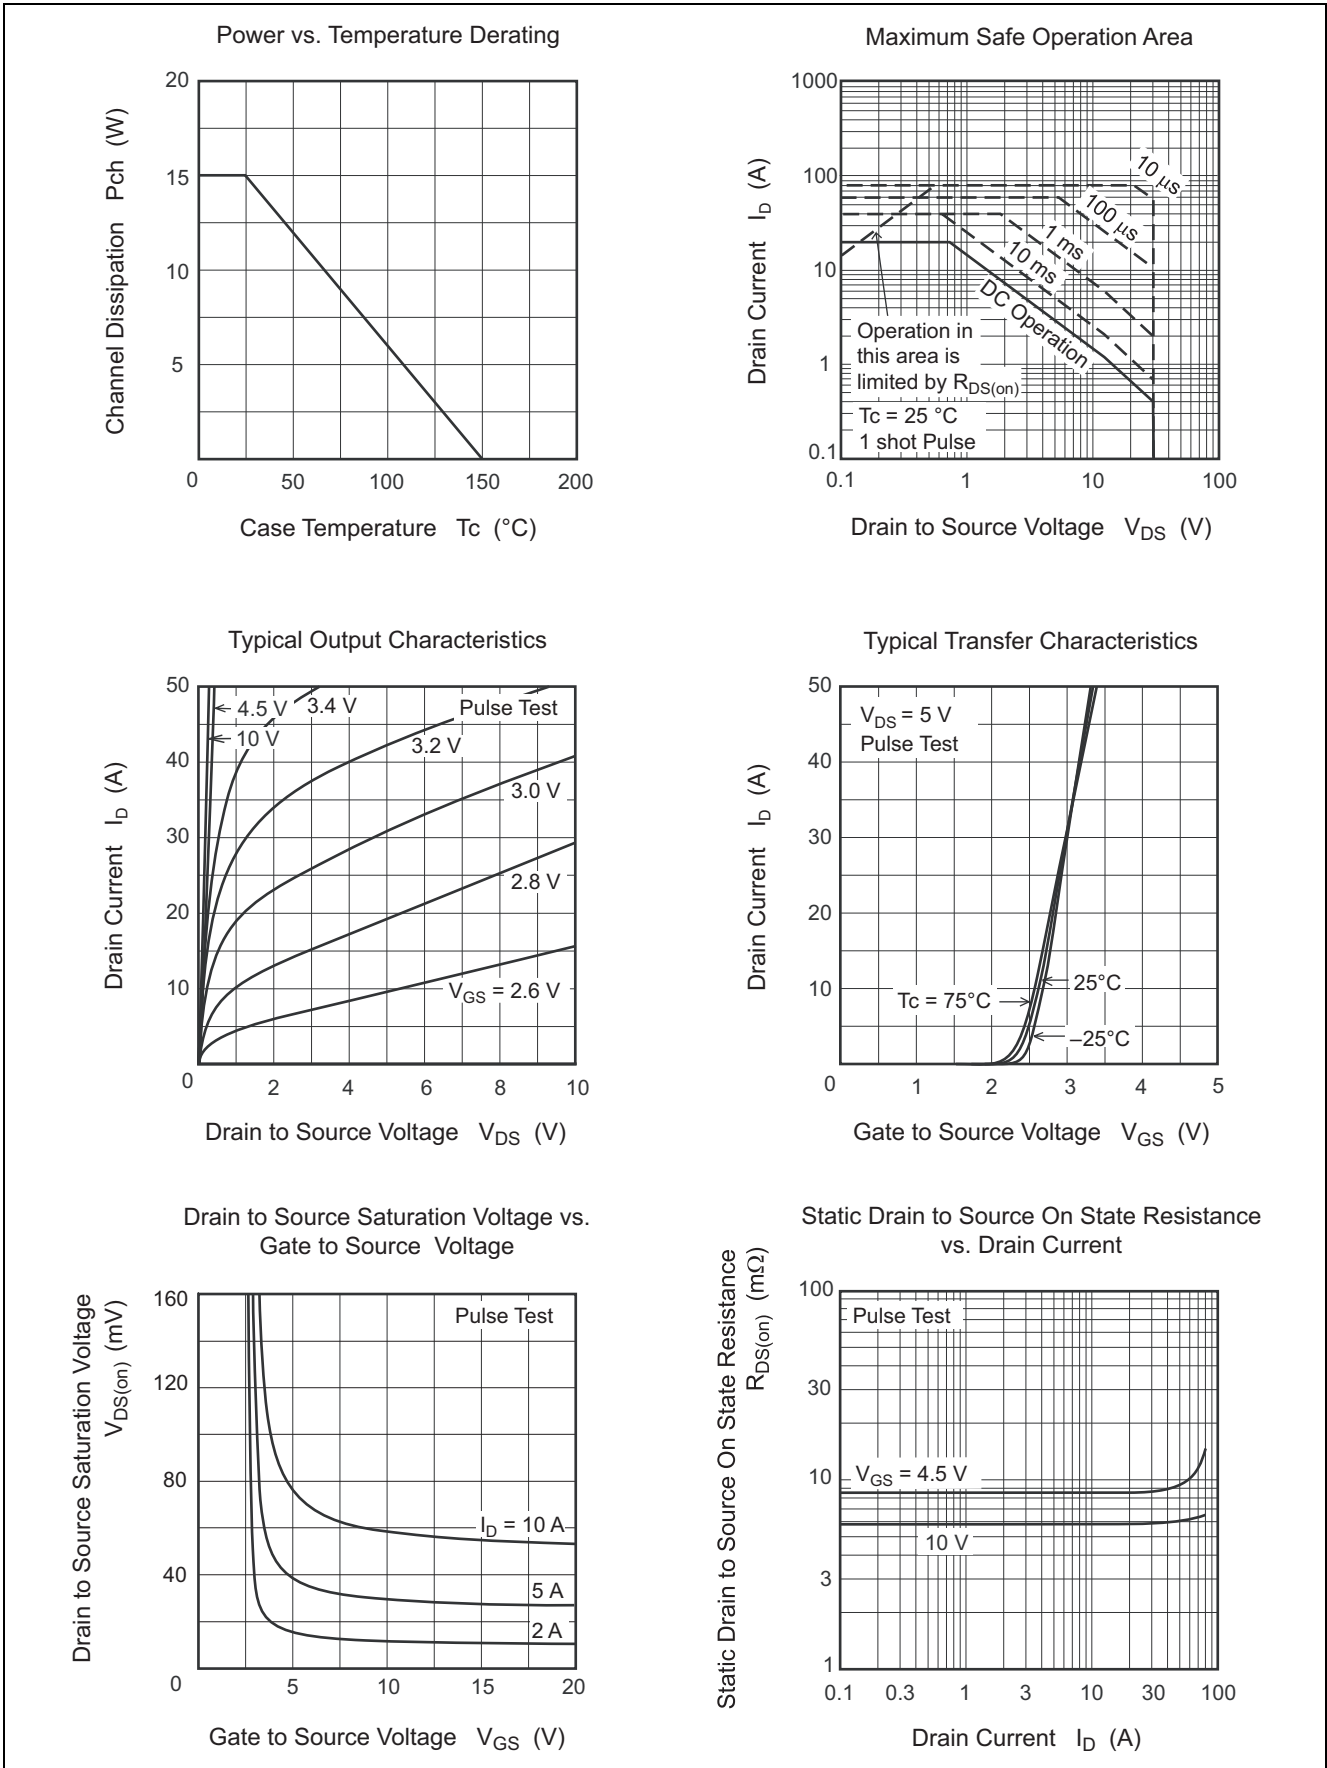 Power vs. Temperature Derating
Channel Dissipation Pch (W)
20
15
10
5
0
50
100
150
200
Case Temperature Tc (°C)
Maximum Safe Operation Area
Drain Current I_D (A)
1000
100
10
1
0.1
10 μs
100 μs
1 ms
10 ms
DC Operation
Operation in
this area is
limited by R_DS(on)
Tc = 25 °C
1 shot Pulse
0.1
1
10
100
Drain to Source Voltage V_DS (V)
Typical Output Characteristics
Drain Current I_D (A)
50
40
30
20
10
0
4.5 V
3.4 V
Pulse Test
10 V
3.2 V
3.0 V
2.8 V
V_GS = 2.6 V
2
4
6
8
10
Drain to Source Voltage V_DS (V)
Typical Transfer Characteristics
Drain Current I_D (A)
50
40
30
20
10
0
V_DS = 5 V
Pulse Test
25°C
Tc = 75°C
–25°C
1
2
3
4
5
Gate to Source Voltage V_GS (V)
Drain to Source Saturation Voltage vs.
Gate to Source Voltage
Drain to Source Saturation Voltage
V_DS(on) (mV)
160
120
80
40
0
Pulse Test
I_D = 10 A
5 A
2 A
5
10
15
20
Gate to Source Voltage V_GS (V)
Static Drain to Source On State Resistance
vs. Drain Current
Static Drain to Source On State Resistance
R_DS(on) (mΩ)
100
30
10
3
1
Pulse Test
V_GS = 4.5 V
10 V
0.1
0.3
1
3
10
30
100
Drain Current I_D (A)